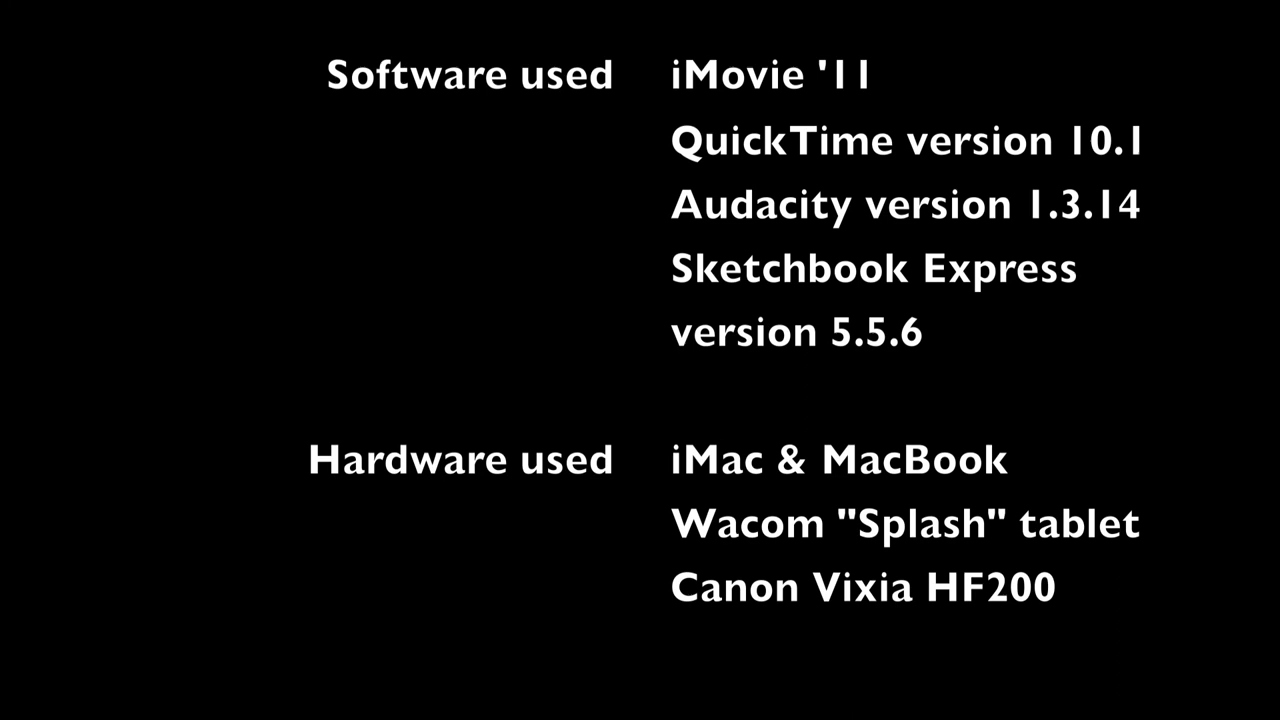 Software used iMovie '11
QuickTime version 10.1
Audacity version 1.3.14
Sketchbook Express
version 5.5.6
Hardware used iMac & MacBook
Wacom "Splash" tablet
Canon Vixia HF200